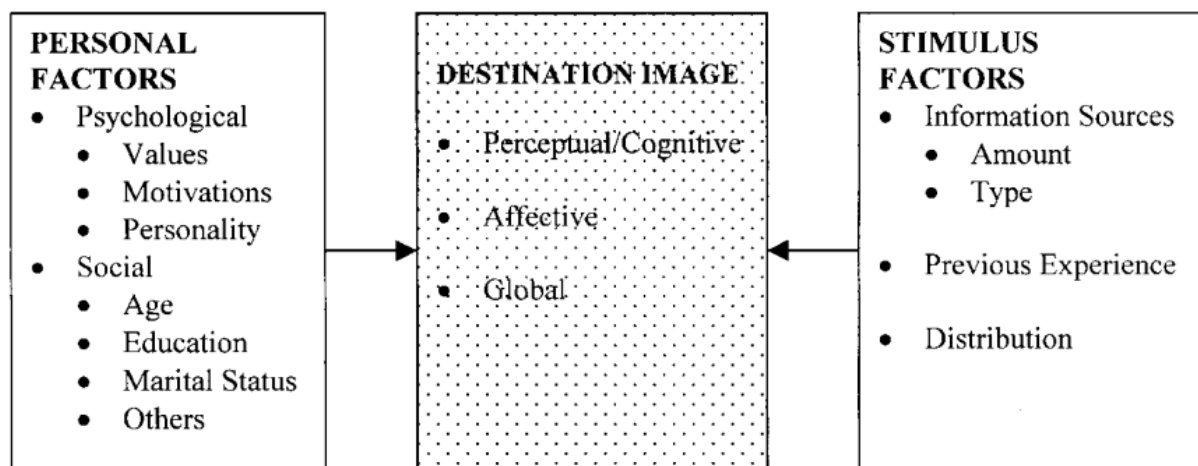 PERSONAL
FACTORS
• Psychological
• Values
• Motivations
• Personality
• Social
• Age
• Education
• Marital Status
• Others
DESTINATION IMAGE
• Perceptual/Cognitive
• Affective
• Global
STIMULUS
FACTORS
• Information Sources
• Amount
• Type
• Previous Experience
• Distribution